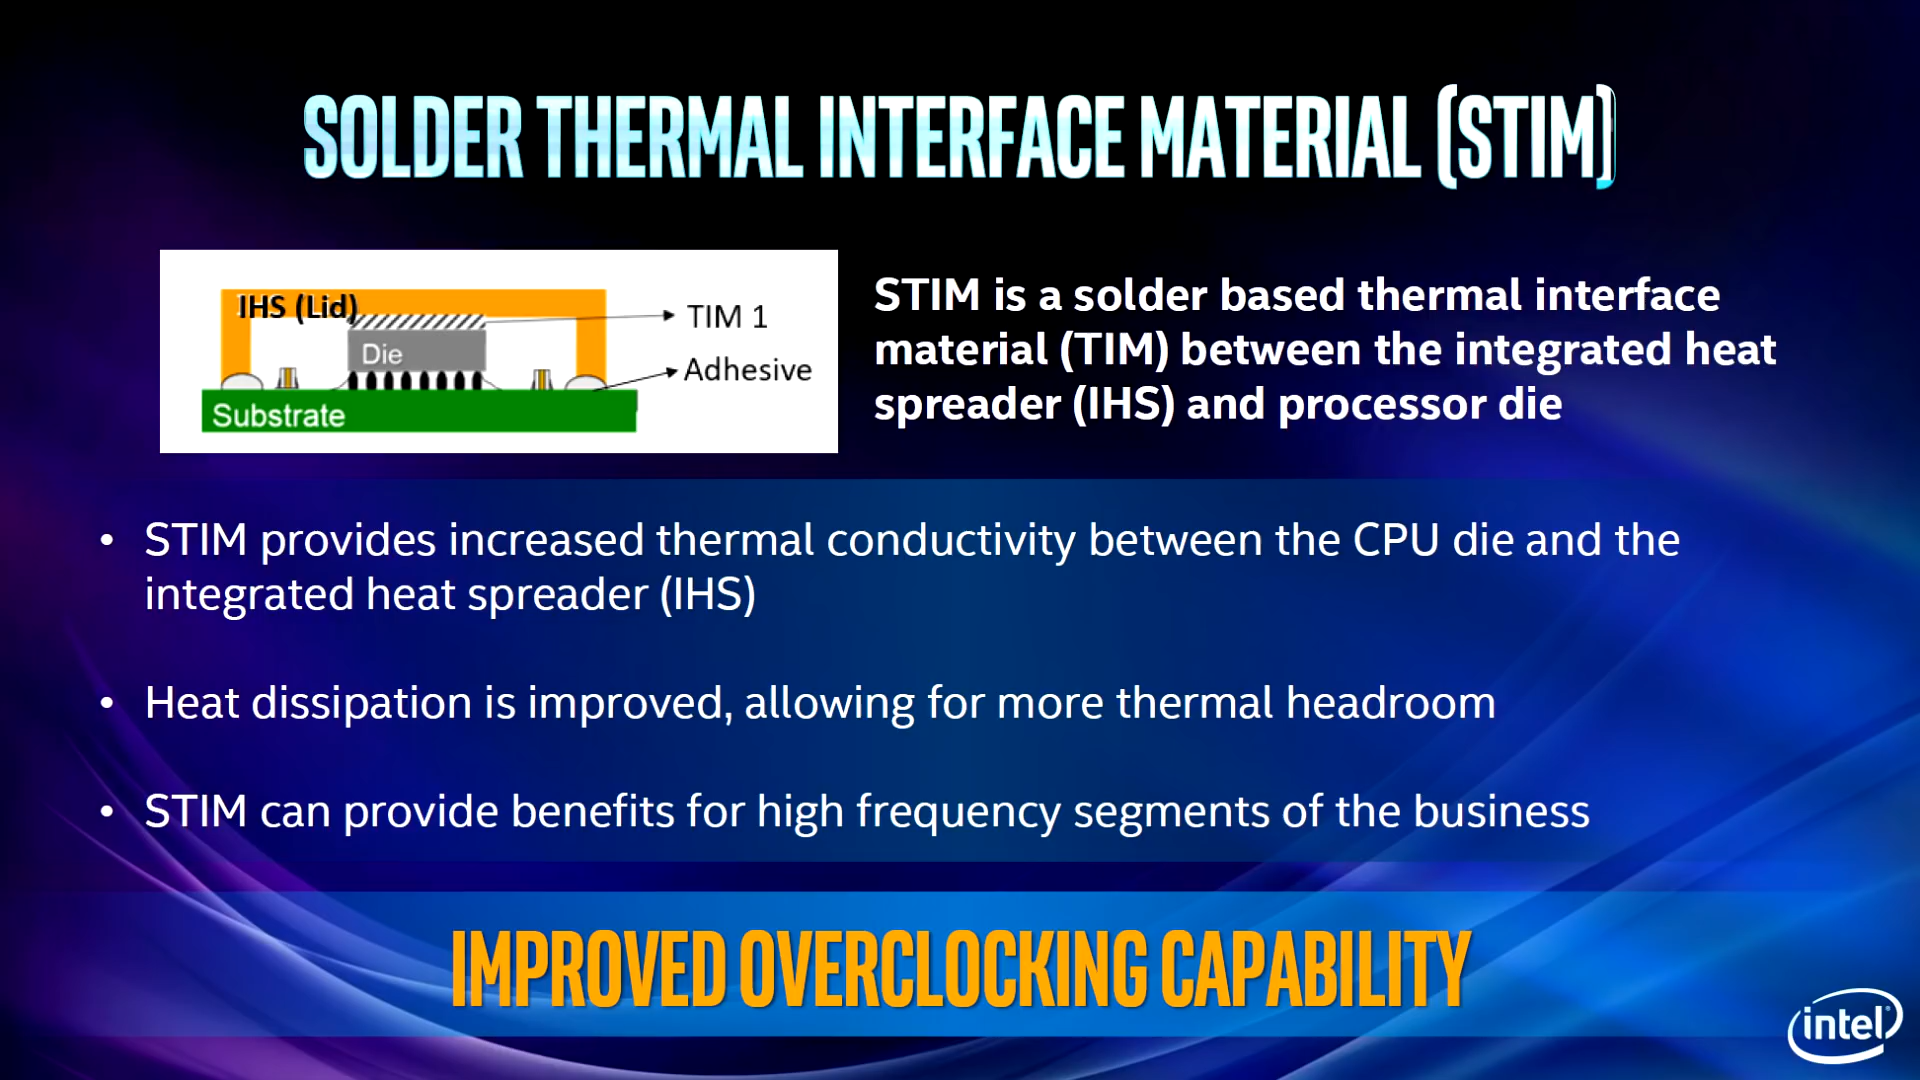 SOLDER THERMAL INTERFACE MATERIAL (STIM)
IHS (Lid)
TIM 1
Die
Adhesive
Substrate
STIM is a solder based thermal interface
material (TIM) between the integrated heat
spreader (IHS) and processor die
• STIM provides increased thermal conductivity between the CPU die and the
integrated heat spreader (IHS)
• Heat dissipation is improved, allowing for more thermal headroom
• STIM can provide benefits for high frequency segments of the business
IMPROVED OVERCLOCKING CAPABILITY
intel